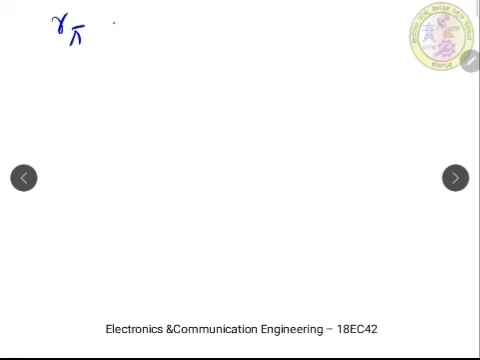 rπ
Electronics &Communication Engineering – 18EC42